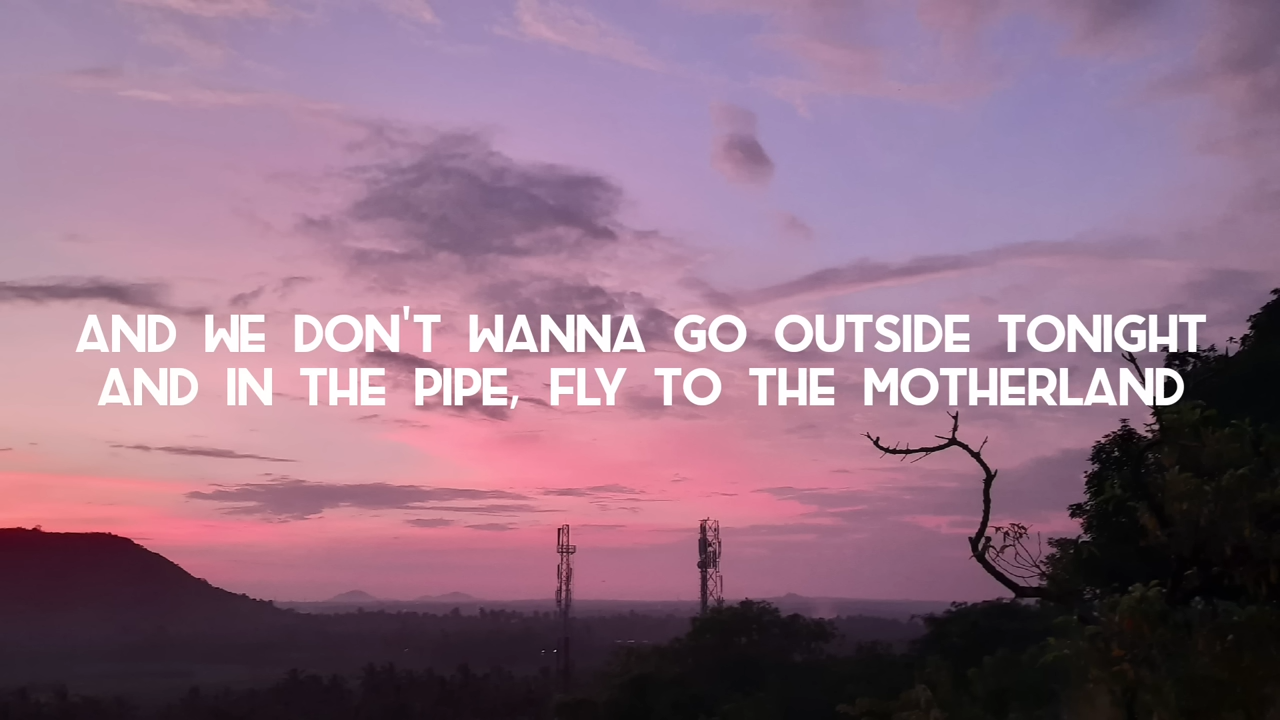 AND WE DON'T WANNA GO OUTSIDE TONIGHT
AND IN THE PIPE, FLY TO THE MOTHERLAND